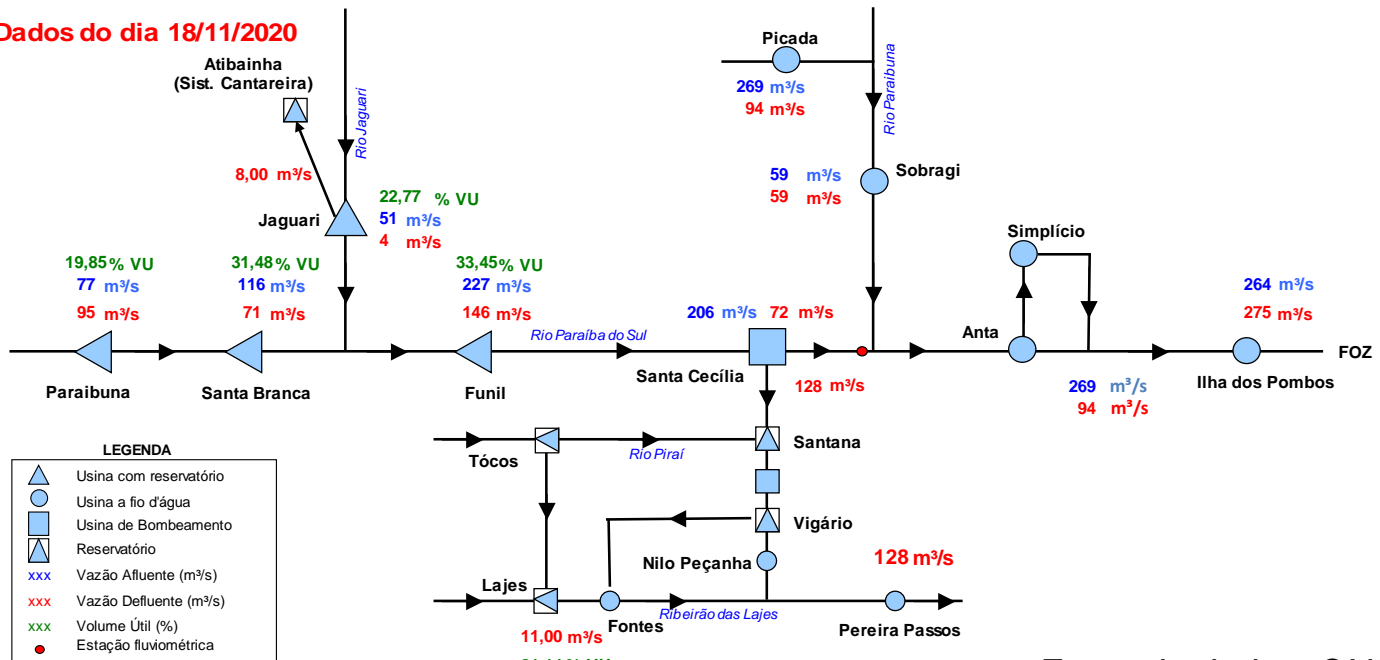 Dados do dia 18/11/2020
Atibainha
(Sist. Cantareira)
Rio Jaguari
8,00 m³/s
Jaguari
22,77 % VU
51 m³/s
4 m³/s
Picada
269 m³/s
94 m³/s
Rio Paraibuna
59 m³/s
59 m³/s
Sobragi
Simplício
19,85% VU
77 m³/s
95 m³/s
Paraibuna
31,48% VU
116 m³/s
71 m³/s
Santa Branca
33,45% VU
227 m³/s
146 m³/s
Funil
Rio Paraíba do Sul
206 m³/s 72 m³/s
Santa Cecília
128 m³/s
Anta
269 m³/s
94 m³/s
264 m³/s
275 m³/s
Ilha dos Pombos
FOZ
Tócos
Rio Piraí
Santana
Vigário
Nilo Peçanha
128 m³/s
Lajes
11,00 m³/s
Fontes
Ribeirão das Lajes
Pereira Passos
LEGENDA
Usina com reservatório
Usina a fio d'água
Usina de Bombeamento
Reservatório
xxx Vazão Afluente (m³/s)
xxx Vazão Defluente (m³/s)
xxx Volume Útil (%)
Estação fluviométrica